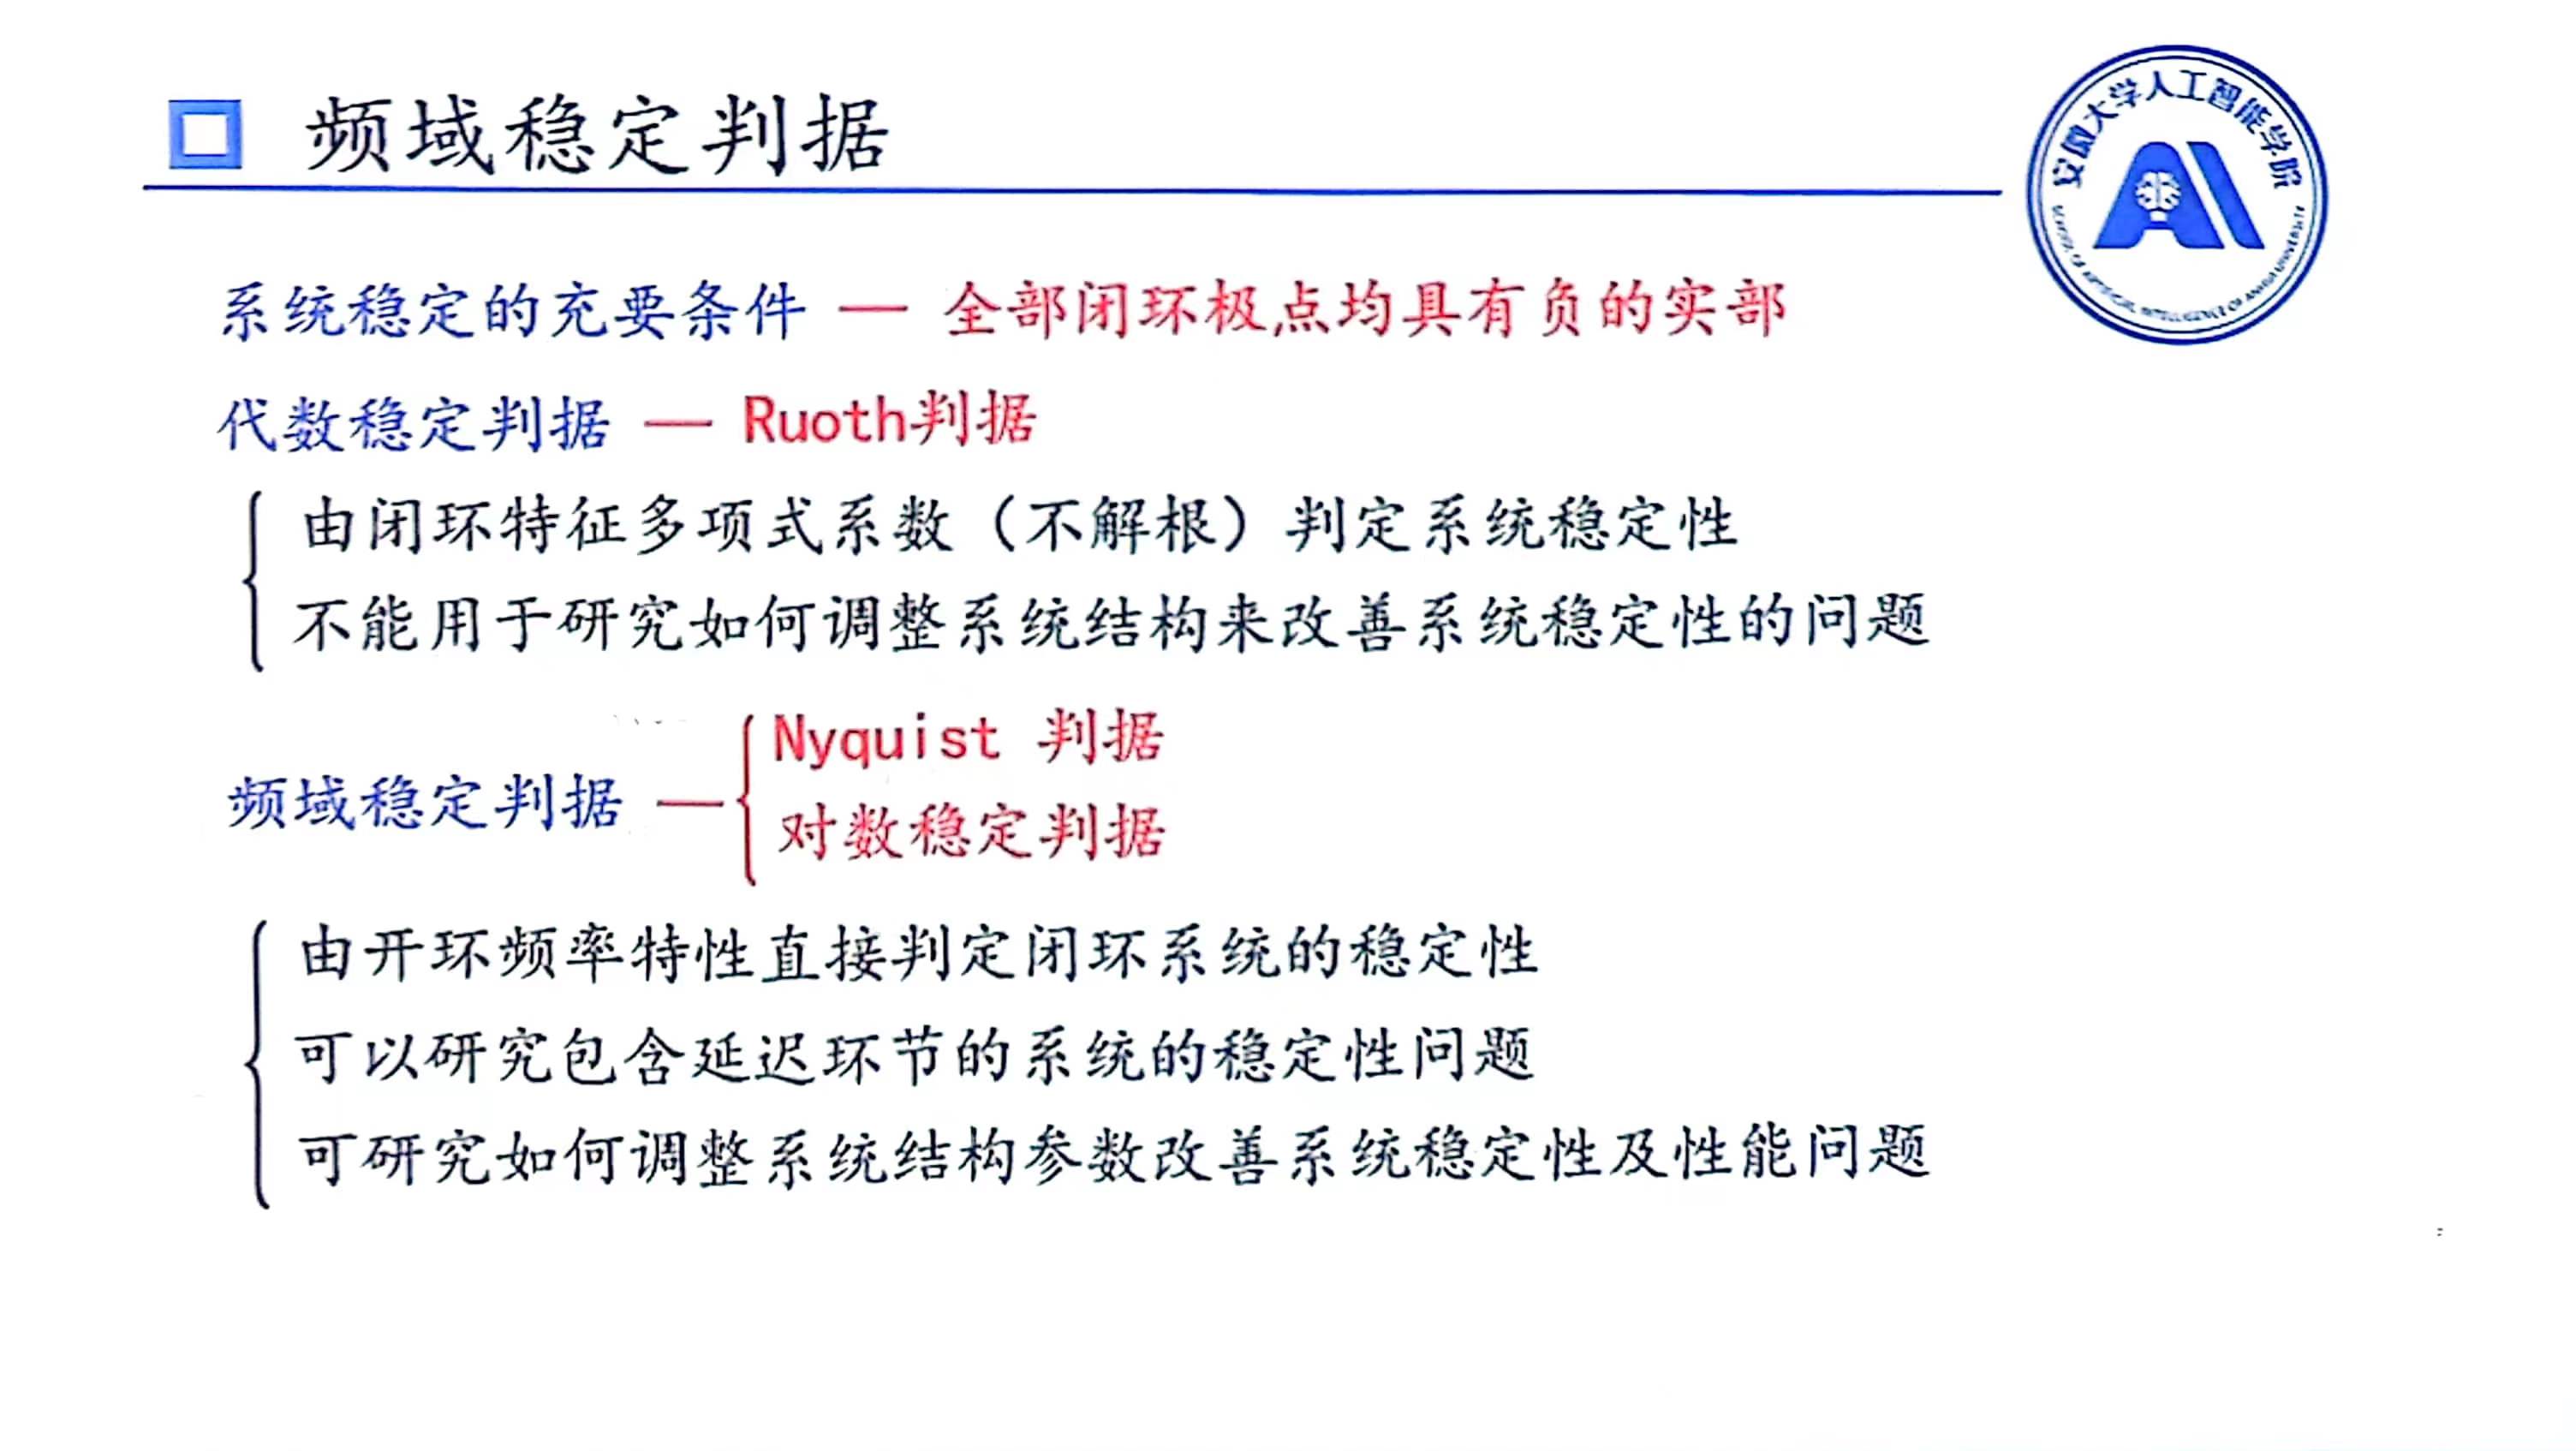 频域稳定判据
安徽大学人工智能学院
系统稳定的充要条件 — 全部闭环极点均具有负的实部
代数稳定判据 — Ruoth判据
由闭环特征多项式系数（不解根）判定系统稳定性
不能用于研究如何调整系统结构来改善系统稳定性的问题
频域稳定判据 —
Nyquist 判据
对数稳定判据
由开环频率特性直接判定闭环系统的稳定性
可以研究包含延迟环节的系统的稳定性问题
可研究如何调整系统结构参数改善系统稳定性及性能问题